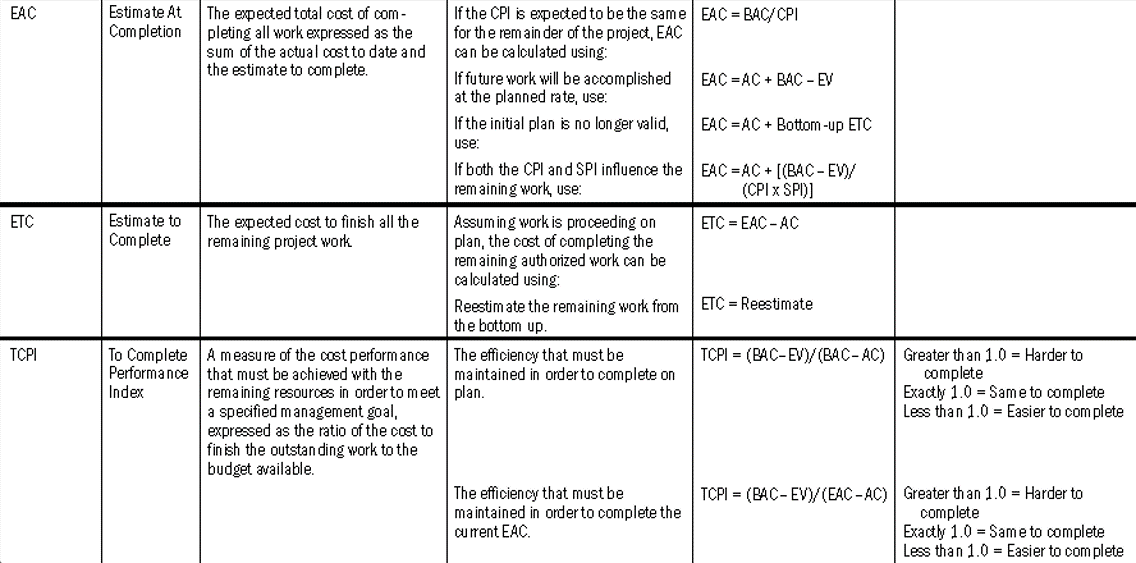 EAC
Estimate At
Completion
The expected total cost of com-
pleting all work expressed as the
sum of the actual cost to date and
the estimate to complete.
If the CPI is expected to be the same
for the remainder of the project, EAC
can be calculated using:
EAC = BAC/CPI
If future work will be accomplished
at the planned rate, use:
EAC = AC + BAC – EV
If the initial plan is no longer valid,
use:
EAC = AC + Bottom-up ETC
If both the CPI and SPI influence the
remaining work, use:
EAC = AC + [(BAC – EV)/
(CPI x SPI)]
ETC
Estimate to
Complete
The expected cost to finish all the
remaining project work.
Assuming work is proceeding on
plan, the cost of completing the
remaining authorized work can be
calculated using:
ETC = EAC – AC
Reestimate the remaining work from
the bottom up.
ETC = Reestimate
TCPI
To Complete
Performance
Index
A measure of the cost performance
that must be achieved with the
remaining resources in order to meet
a specified management goal,
expressed as the ratio of the cost to
finish the outstanding work to the
budget available.
The efficiency that must be
maintained in order to complete on
plan.
TCPI = (BAC–EV)/(BAC–AC)
Greater than 1.0 = Harder to
complete
Exactly 1.0 = Same to complete
Less than 1.0 = Easier to complete
The efficiency that must be
maintained in order to complete the
current EAC.
TCPI = (BAC – EV)/(EAC – AC)
Greater than 1.0 = Harder to
complete
Exactly 1.0 = Same to complete
Less than 1.0 = Easier to complete